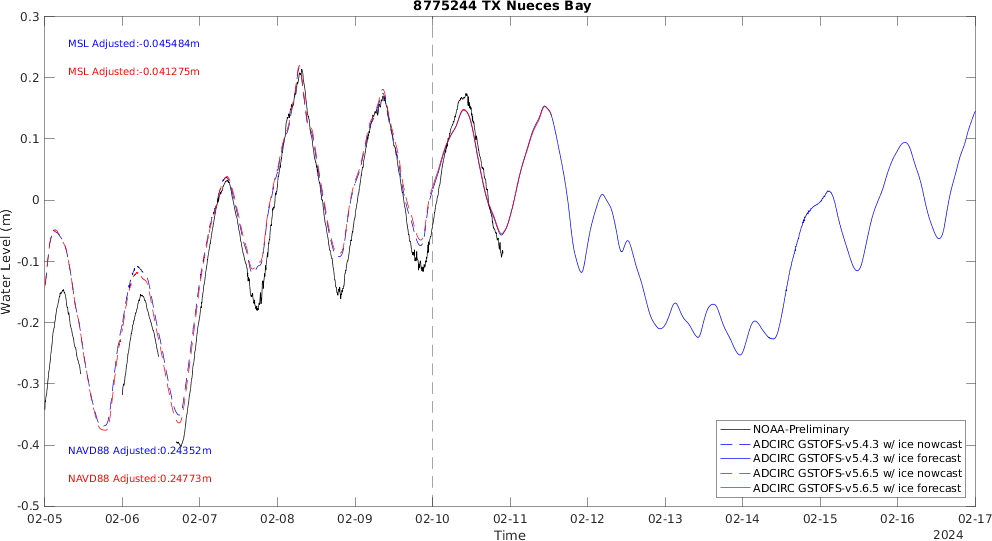 8775244 TX Nueces Bay
0.3
0.2
0.1
0
-0.1
-0.2
-0.3
-0.4
-0.5
Water Level (m)
MSL Adjusted:-0.045484m
MSL Adjusted:-0.041275m
NAVD88 Adjusted:0.24352m
NAVD88 Adjusted:0.24773m
NOAA-Preliminary
ADCIRC GSTOFS-v5.4.3 w/ ice nowcast
ADCIRC GSTOFS-v5.4.3 w/ ice forecast
ADCIRC GSTOFS-v5.6.5 w/ ice nowcast
ADCIRC GSTOFS-v5.6.5 w/ ice forecast
02-05 02-06 02-07 02-08 02-09 02-10 02-11 02-12 02-13 02-14 02-15 02-16 02-17
Time
2024